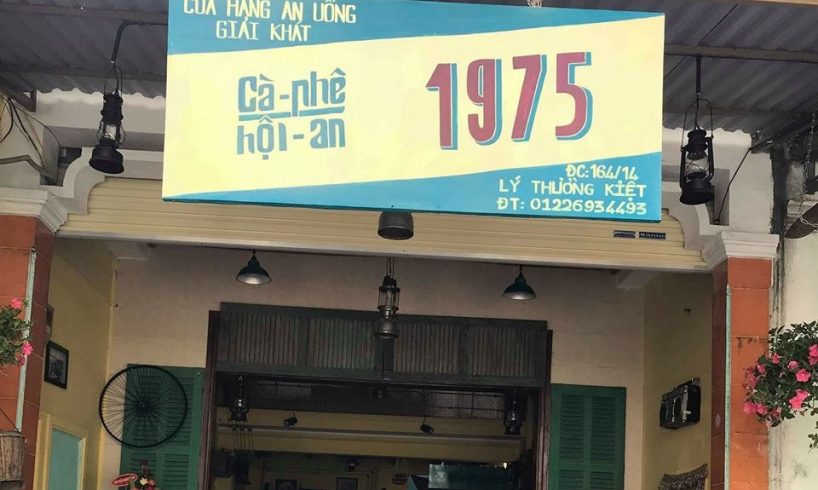 CỬA HÀNG ĂN UỐNG
GIẢI KHÁT
Cà-phê
hội-an
1975
ĐC:164/14
LÝ THƯỜNG KIỆT
ĐT: 01226934493